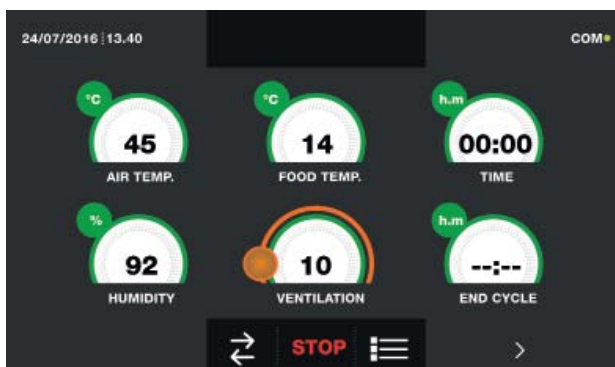 24/07/2016 13.40
COM
°C
°C
h.m
45
14
00:00
AIR TEMP.
FOOD TEMP.
TIME
%
h.m
92
10
--:--
HUMIDITY
VENTILATION
END CYCLE
STOP